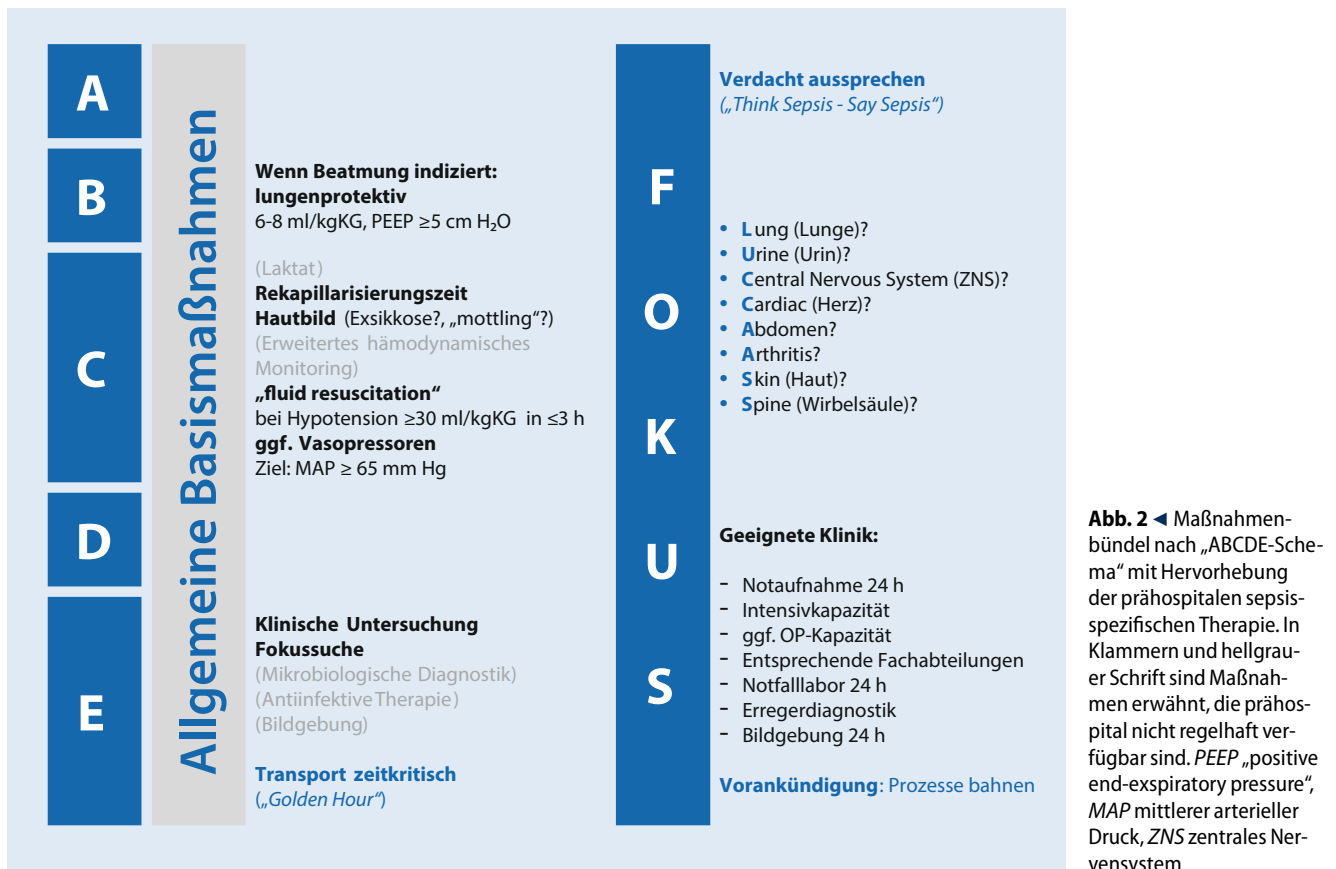 A
B
C
D
E
Allgemeine Basismaßnahmen
Wenn Beatmung indiziert:
lungenprotektiv
6-8 ml/kgKG, PEEP ≥5 cm H₂O
(Laktat)
Rekapillarisierungszeit
Hautbild (Exsikkose?, „mottling“?)
(Erweitertes hämodynamisches
Monitoring)
„fluid resuscitation“
bei Hypotension ≥30 ml/kgKG in ≤3 h
ggf. Vasopressoren
Ziel: MAP ≥ 65 mm Hg
Klinische Untersuchung
Fokussuche
(Mikrobiologische Diagnostik)
(Antiinfektive Therapie)
(Bildgebung)
Transport zeitkritisch
(„Golden Hour“)
F
O
K
U
S
Verdacht aussprechen
(„Think Sepsis - Say Sepsis“)
• Lung (Lunge)?
• Urine (Urin)?
• Central Nervous System (ZNS)?
• Cardiac (Herz)?
• Abdomen?
• Arthritis?
• Skin (Haut)?
• Spine (Wirbelsäule)?
Geeignete Klinik:
- Notaufnahme 24 h
- Intensivkapazität
- ggf. OP-Kapazität
- Entsprechende Fachabteilungen
- Notfalllabor 24 h
- Erregerdiagnostik
- Bildgebung 24 h
Vorankündigung: Prozesse bahnen
Abb. 2 ◄ Maßnahmen-
bündel nach „ABCDE-Sche-
ma“ mit Hervorhebung
der prähospitalen sepsis-
spezifischen Therapie. In
Klammern und hellgrau-
er Schrift sind Maßnah-
men erwähnt, die prähos-
pital nicht regelhaft ver-
fügbar sind. PEEP „positive
end-exspiratory pressure“,
MAP mittlerer arterieller
Druck, ZNS zentrales Ner-
vensystem